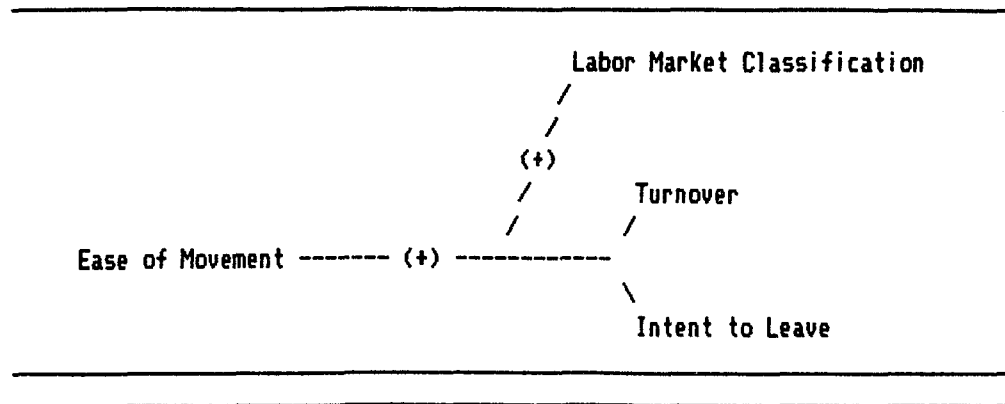 Labor Market Classification
/
/
(+)
/
Turnover
/
/
Ease of Movement ------- (+) ------------
\
Intent to Leave